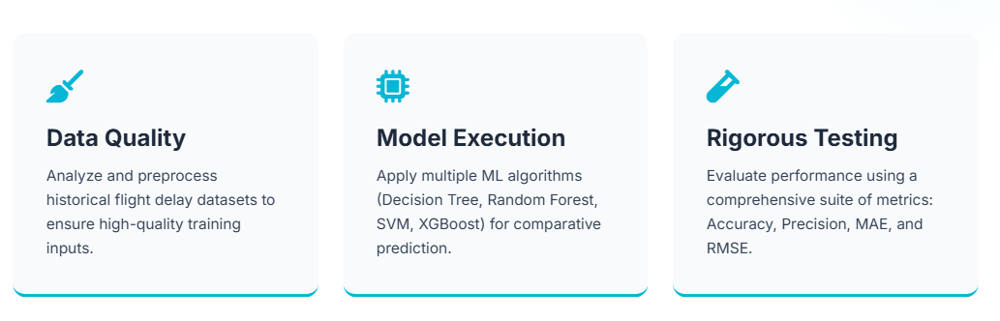 Data Quality
Analyze and preprocess
historical flight delay datasets to
ensure high-quality training
inputs.
Model Execution
Apply multiple ML algorithms
(Decision Tree, Random Forest,
SVM, XGBoost) for comparative
prediction.
Rigorous Testing
Evaluate performance using a
comprehensive suite of metrics:
Accuracy, Precision, MAE, and
RMSE.